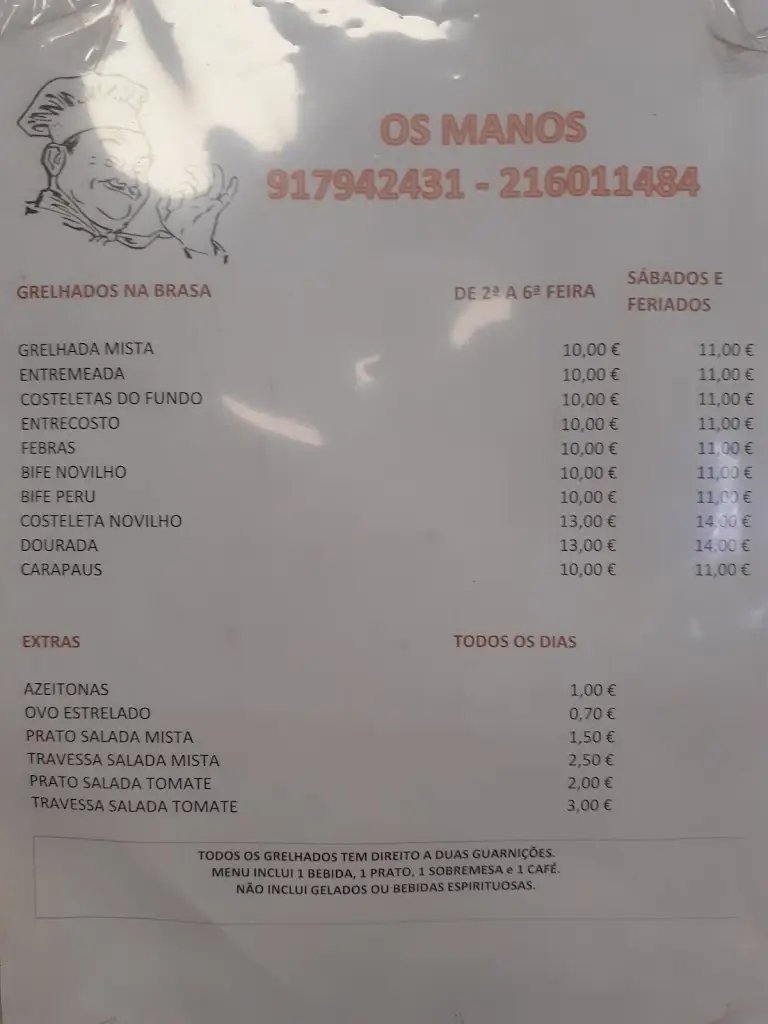 OS MANOS
917942431 - 216011484
GRELHADOS NA BRASA DE 2ª A 6ª FEIRA SÁBADOS E FERIADOS
GRELHADA MISTA 10,00 € 11,00 €
ENTREMEADA 10,00 € 11,00 €
COSTELETAS DO FUNDO 10,00 € 11,00 €
ENTRECOSTO 10,00 € 11,00 €
FEBRAS 10,00 € 11,00 €
BIFE NOVILHO 10,00 € 11,00 €
BIFE PERU 10,00 € 11,00 €
COSTELETA NOVILHO 13,00 € 14,00 €
DOURADA 13,00 € 14,00 €
CARAPAUS 10,00 € 11,00 €
EXTRAS TODOS OS DIAS
AZEITONAS 1,00 €
OVO ESTRELADO 0,70 €
PRATO SALADA MISTA 1,50 €
TRAVESSA SALADA MISTA 2,50 €
PRATO SALADA TOMATE 2,00 €
TRAVESSA SALADA TOMATE 3,00 €
TODOS OS GRELHADOS TEM DIREITO A DUAS GUARNIÇÕES.
MENU INCLUI 1 BEBIDA, 1 PRATO, 1 SOBREMESA e 1 CAFÉ.
NÃO INCLUI GELADOS OU BEBIDAS ESPIRITUOSAS.